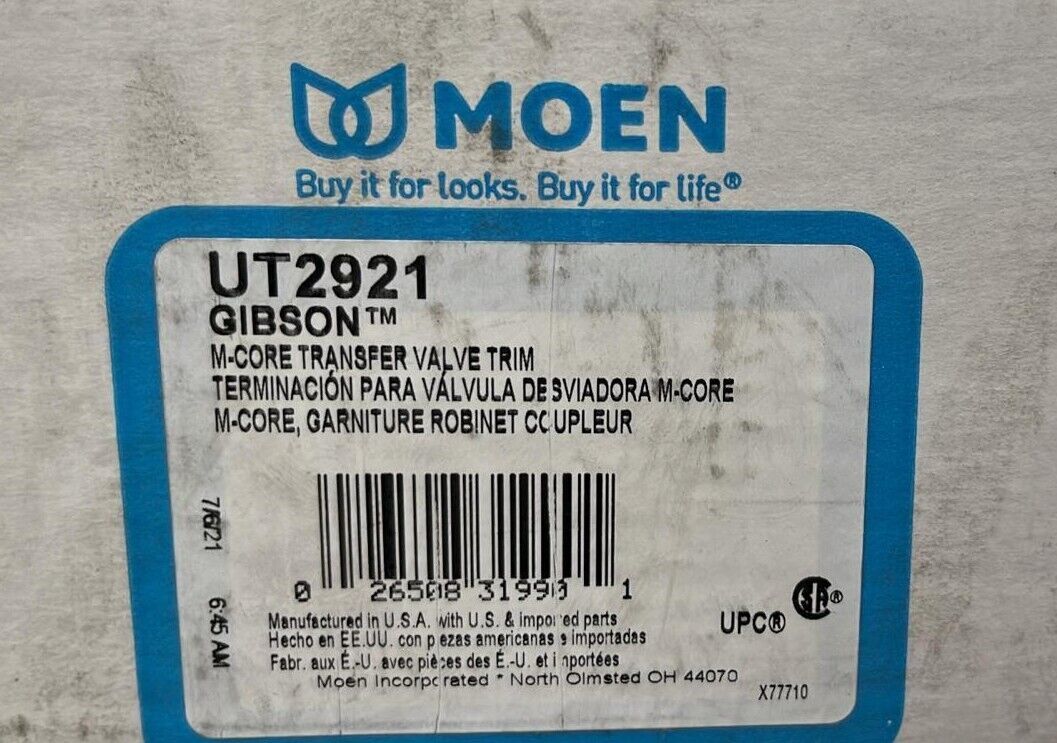 MOEN
Buy it for looks. Buy it for life®
UT2921
GIBSON™
M-CORE TRANSFER VALVE TRIM
TERMINACIÓN PARA VÁLVULA DESVIADORA M-CORE
M-CORE, GARNITURE ROBINET COUPLEUR
7/6/21 6:45 AM
0 26508 31990 1
Manufactured in U.S.A. with U.S. & imported parts
Hecho en EE.UU. con piezas americanas e importadas
Fabr. aux É.-U. avec pièces des É.-U. et importées
Moen Incorporated * North Olmsted OH 44070
UPC® SA®
X77710